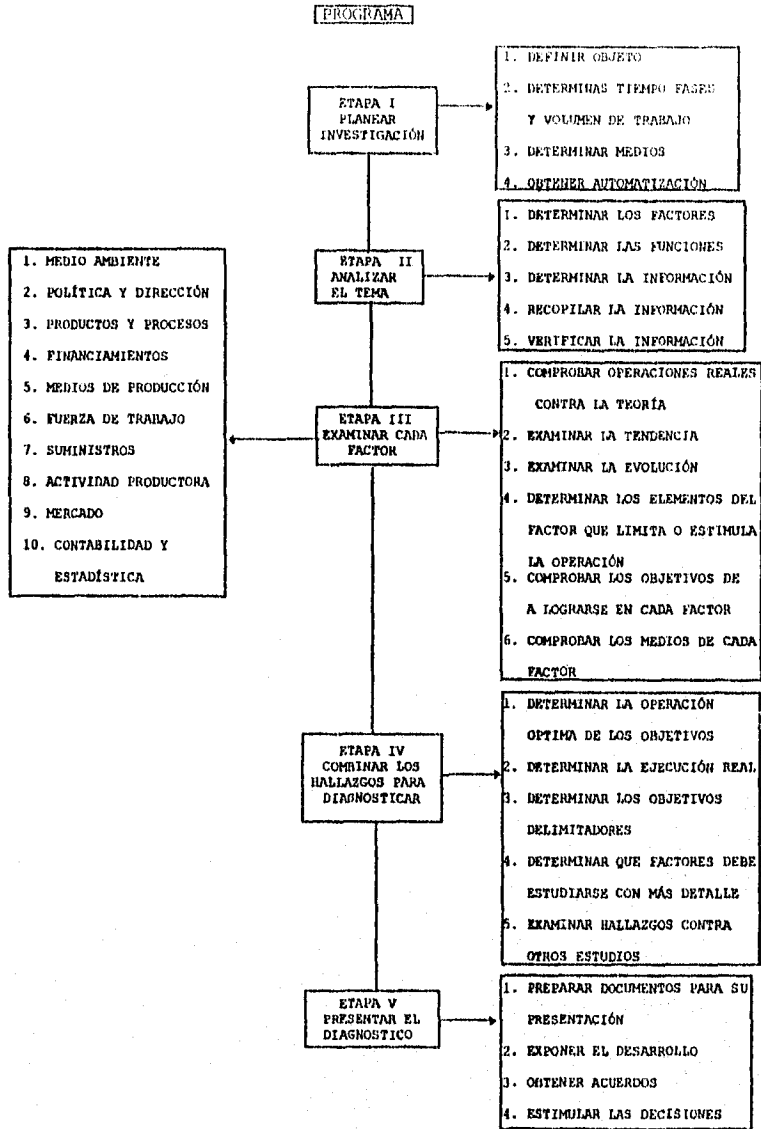 PROGRAMA
ETAPA I
PLANEAR
INVESTIGACIÓN
1. DEFINIR OBJETO
2. DETERMINAS TIEMPO FASES
Y VOLUMEN DE TRABAJO
3. DETERMINAR MEDIOS
4. OBTENER AUTOMATIZACIÓN
ETAPA II
ANALIZAR
EL TEMA
1. DETERMINAR LOS FACTORES
2. DETERMINAR LAS FUNCIONES
3. DETERMINAR LA INFORMACIÓN
4. RECOPILAR LA INFORMACIÓN
5. VERIFICAR LA INFORMACIÓN
1. MEDIO AMBIENTE
2. POLÍTICA Y DIRECCIÓN
3. PRODUCTOS Y PROCESOS
4. FINANCIAMIENTOS
5. MEDIOS DE PRODUCCIÓN
6. FUERZA DE TRABAJO
7. SUMINISTROS
8. ACTIVIDAD PRODUCTORA
9. MERCADO
10. CONTABILIDAD Y
ESTADÍSTICA
ETAPA III
EXAMINAR CADA
FACTOR
1. COMPROBAR OPERACIONES REALES
CONTRA LA TEORÍA
2. EXAMINAR LA TENDENCIA
3. EXAMINAR LA EVOLUCIÓN
4. DETERMINAR LOS ELEMENTOS DEL
FACTOR QUE LIMITA O ESTIMULA
LA OPERACIÓN
5. COMPROBAR LOS OBJETIVOS DE
A LOGRARSE EN CADA FACTOR
6. COMPROBAR LOS MEDIOS DE CADA
FACTOR
ETAPA IV
COMBINAR LOS
HALLAZGOS PARA
DIAGNOSTICAR
1. DETERMINAR LA OPERACIÓN
OPTIMA DE LOS OBJETIVOS
2. DETERMINAR LA EJECUCIÓN REAL
3. DETERMINAR LOS OBJETIVOS
DELIMITADORES
4. DETERMINAR QUE FACTORES DEBE
ESTUDIARSE CON MÁS DETALLE
5. EXAMINAR HALLAZGOS CONTRA
OTROS ESTUDIOS
ETAPA V
PRESENTAR EL
DIAGNOSTICO
1. PREPARAR DOCUMENTOS PARA SU
PRESENTACIÓN
2. EXPONER EL DESARROLLO
3. OBTENER ACUERDOS
4. ESTIMULAR LAS DECISIONES